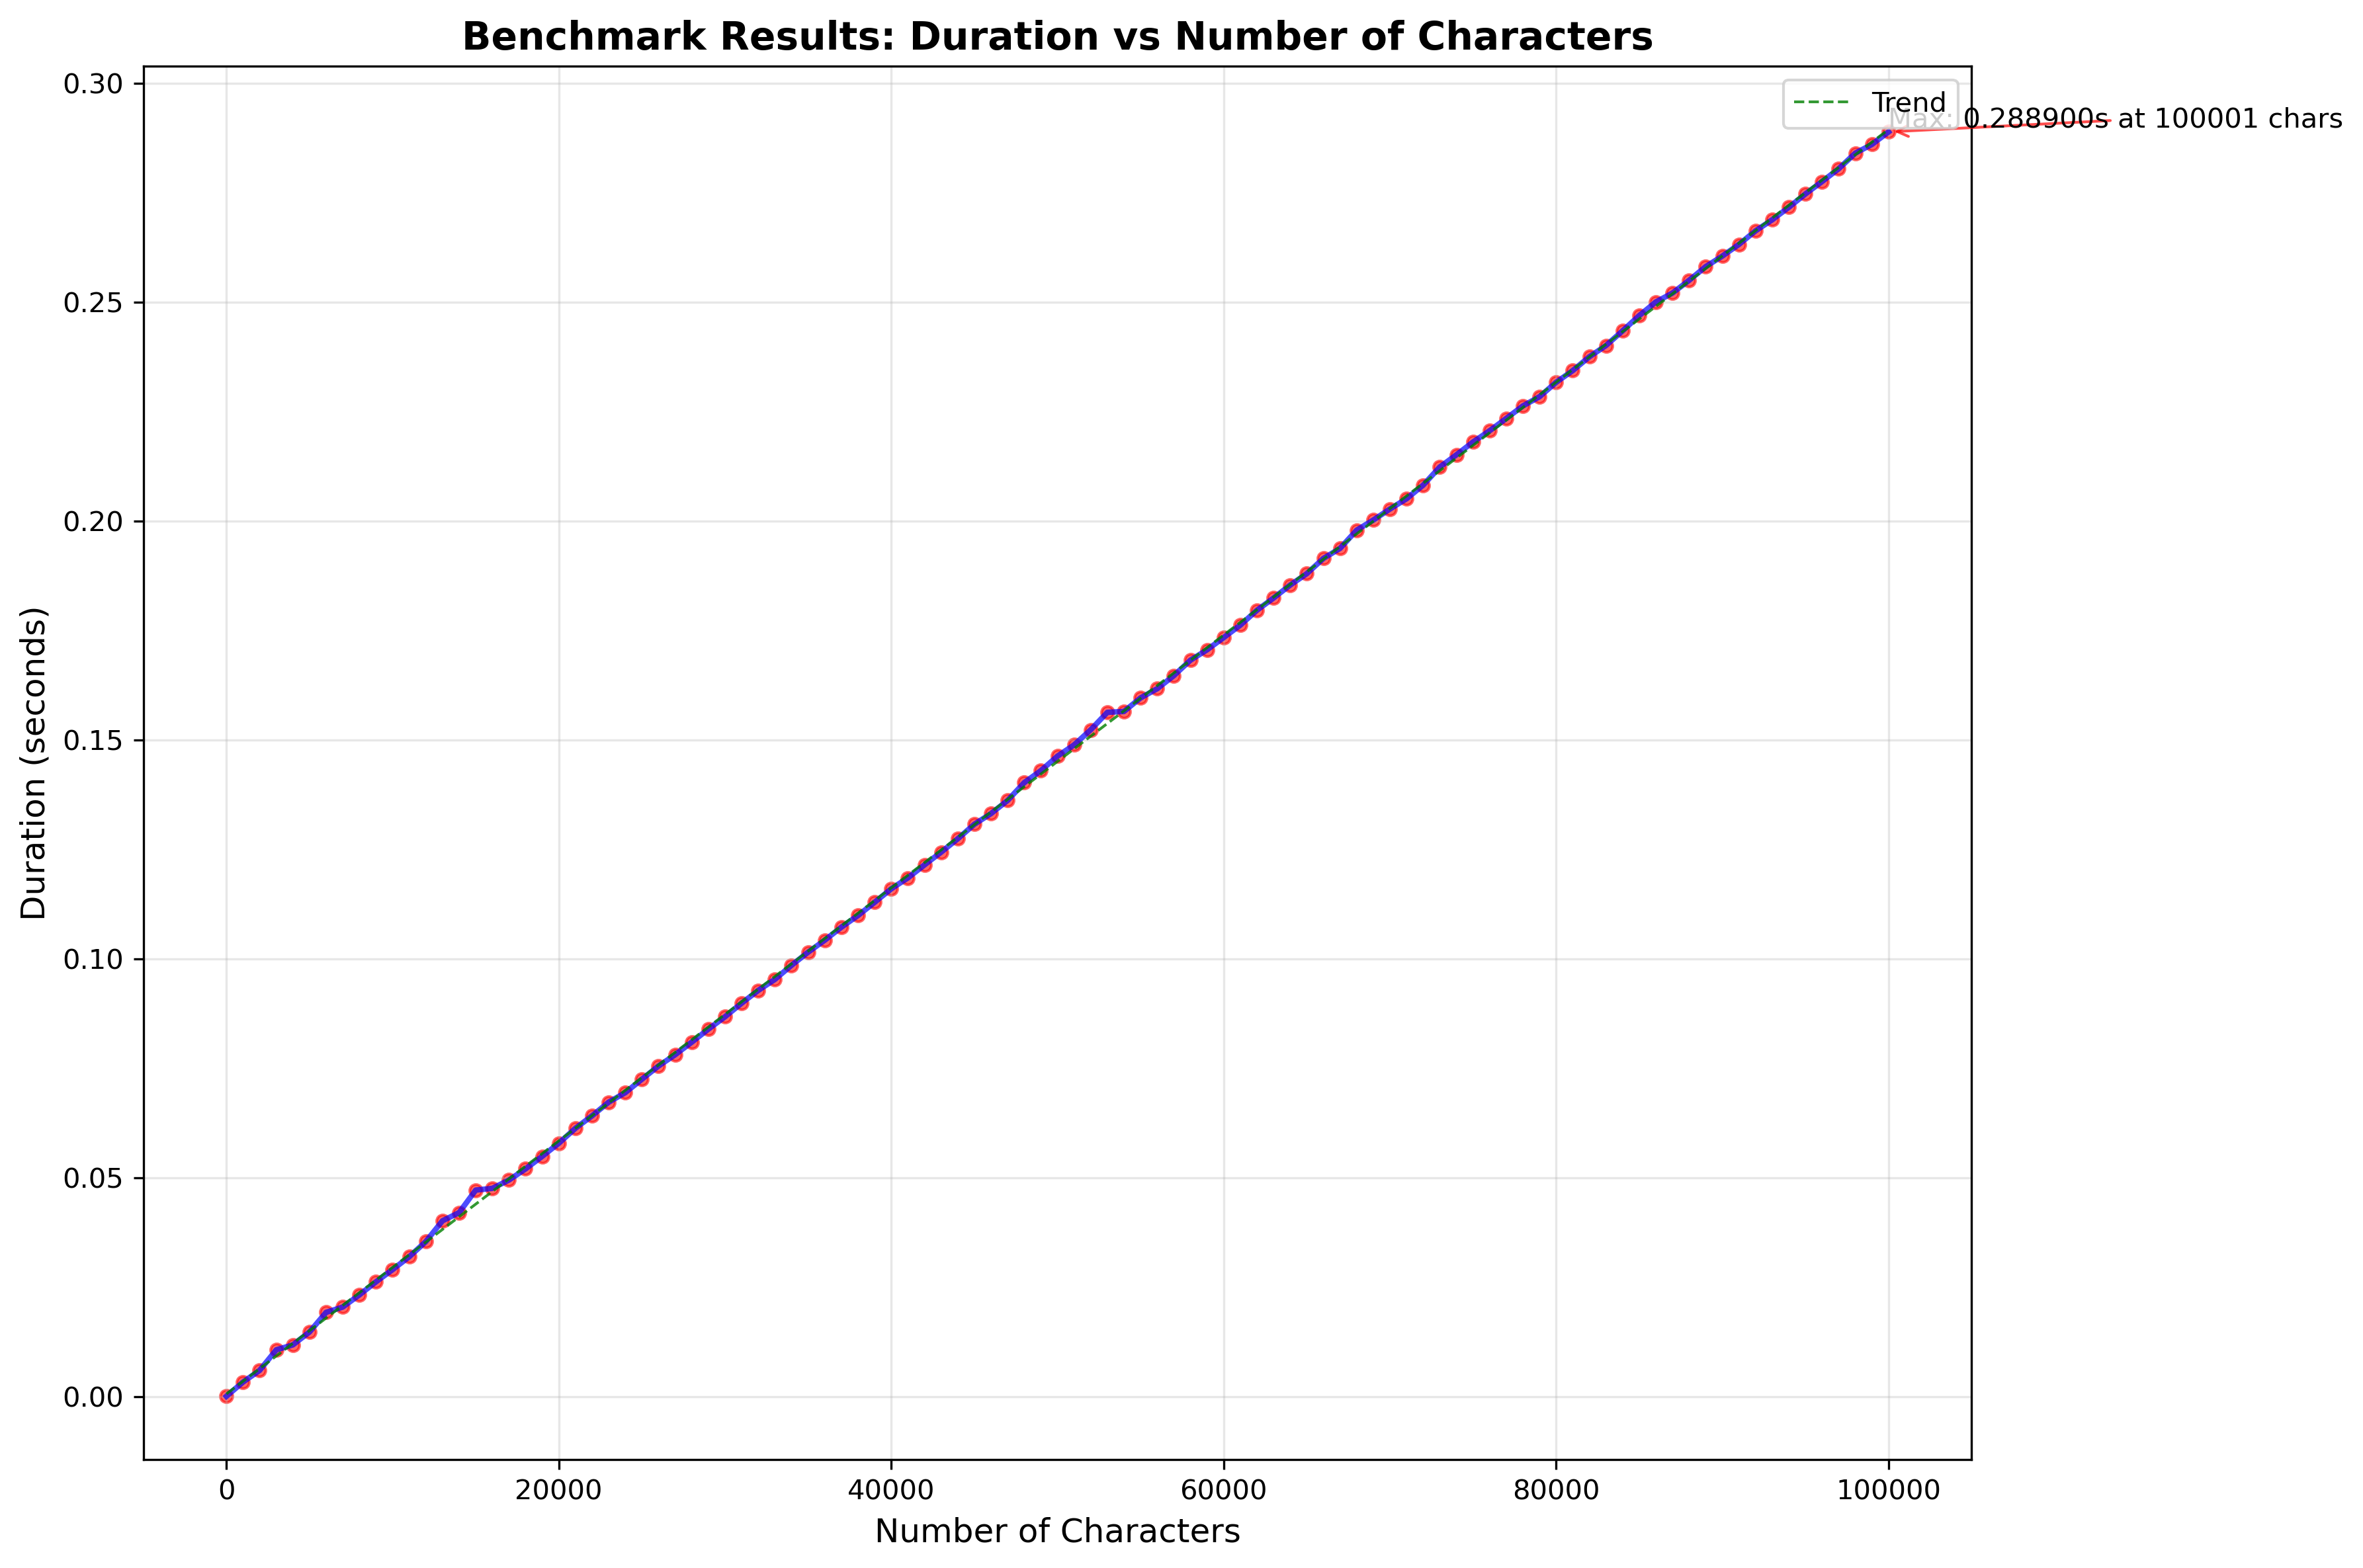 Benchmark Results: Duration vs Number of Characters
Trend
Max: 0.288900s at 100001 chars
Duration (seconds)
0.30
0.25
0.20
0.15
0.10
0.05
0.00
0 20000 40000 60000 80000 100000
Number of Characters